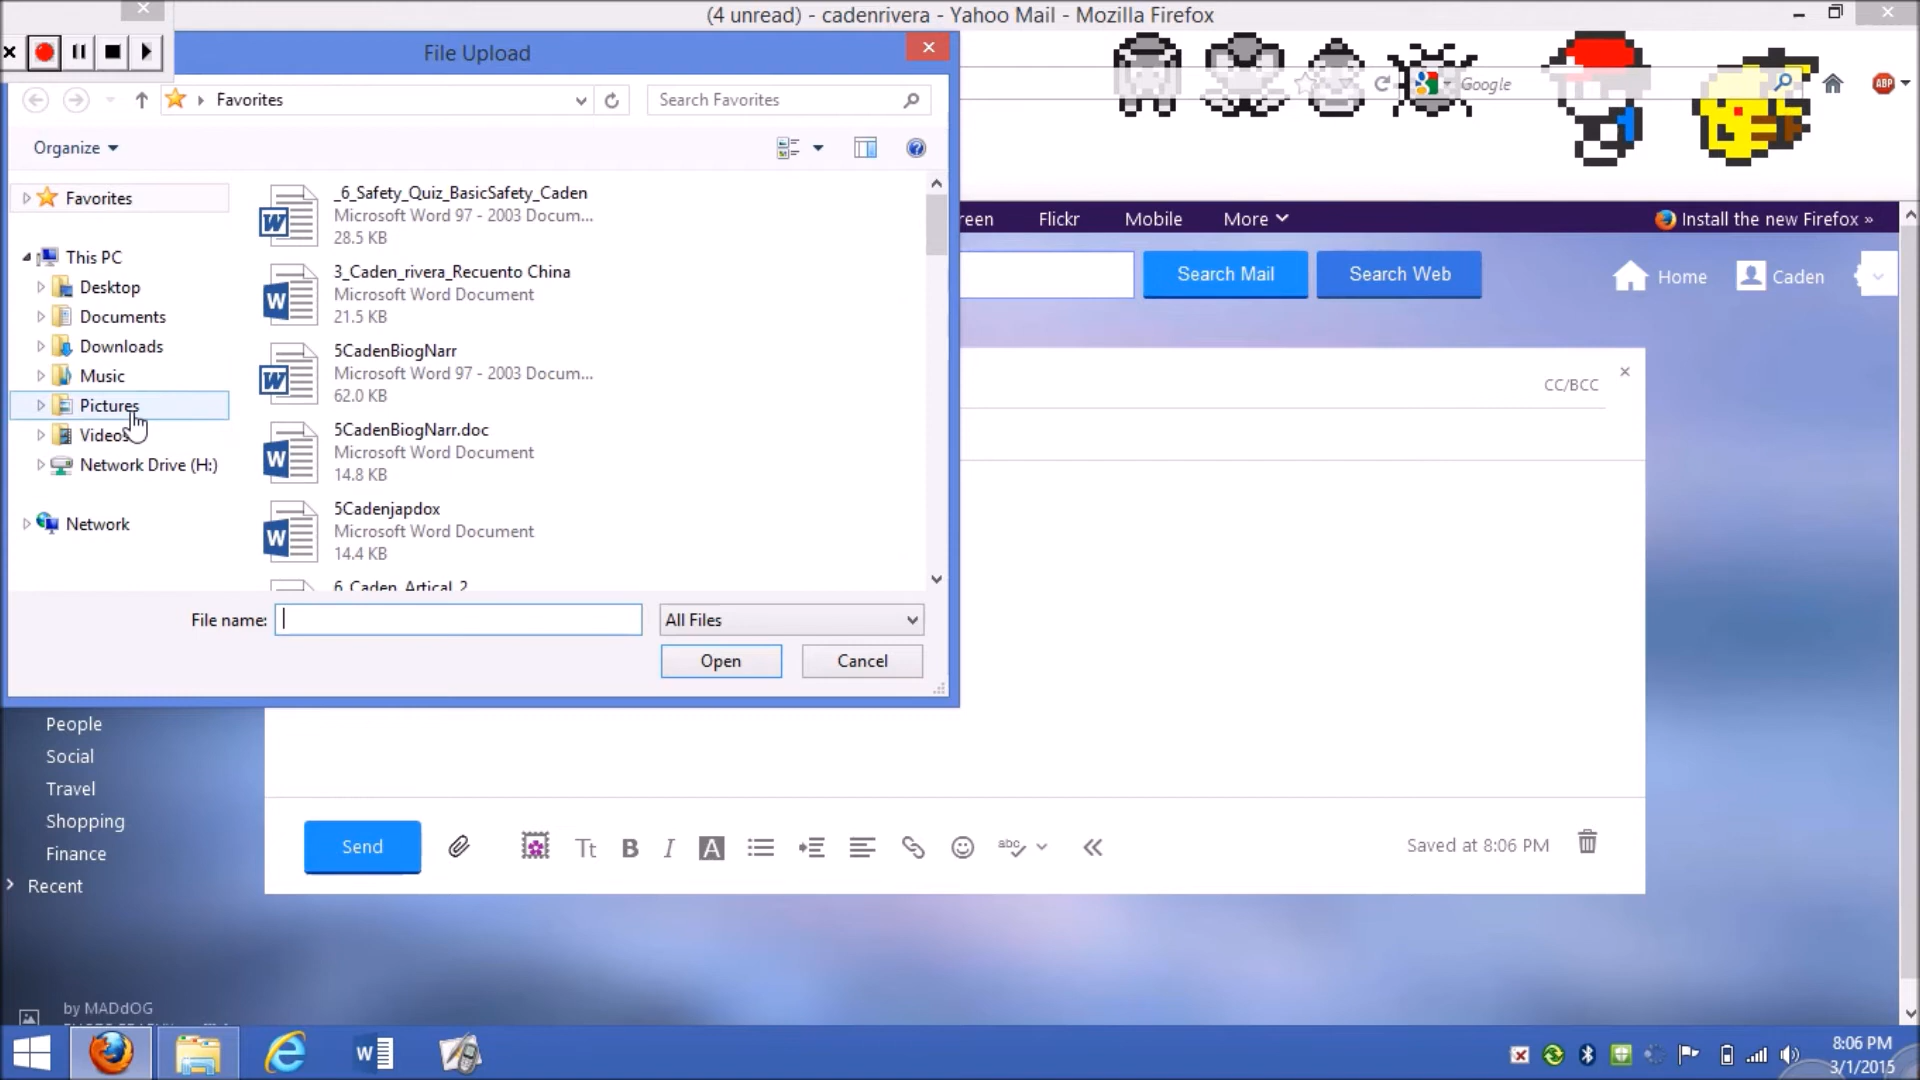 (4 unread) - cadenrivera - Yahoo Mail - Mozilla Firefox
File Upload
Favorites
Search Favorites
Google
ABP
Organize
Favorites
This PC
Desktop
Documents
Downloads
Music
Pictures
Videos
Network Drive (H:)
Network
_6_Safety_Quiz_BasicSafety_Caden
Microsoft Word 97 - 2003 Docum...
28.5 KB
3_Caden_rivera_Recuento China
Microsoft Word Document
21.5 KB
5CadenBiogNarr
Microsoft Word 97 - 2003 Docum...
62.0 KB
5CadenBiogNarr.doc
Microsoft Word Document
14.8 KB
5Cadenjapdox
Microsoft Word Document
14.4 KB
6_Caden_Artical_2
File name:
All Files
Open
Cancel
reen
Flickr
Mobile
More
Install the new Firefox »
Search Mail
Search Web
Home
Caden
CC/BCC
People
Social
Travel
Shopping
Finance
Recent
Send
Tt
B
I
A
abc
Saved at 8:06 PM
by MADdOG
8:06 PM
3/1/2015